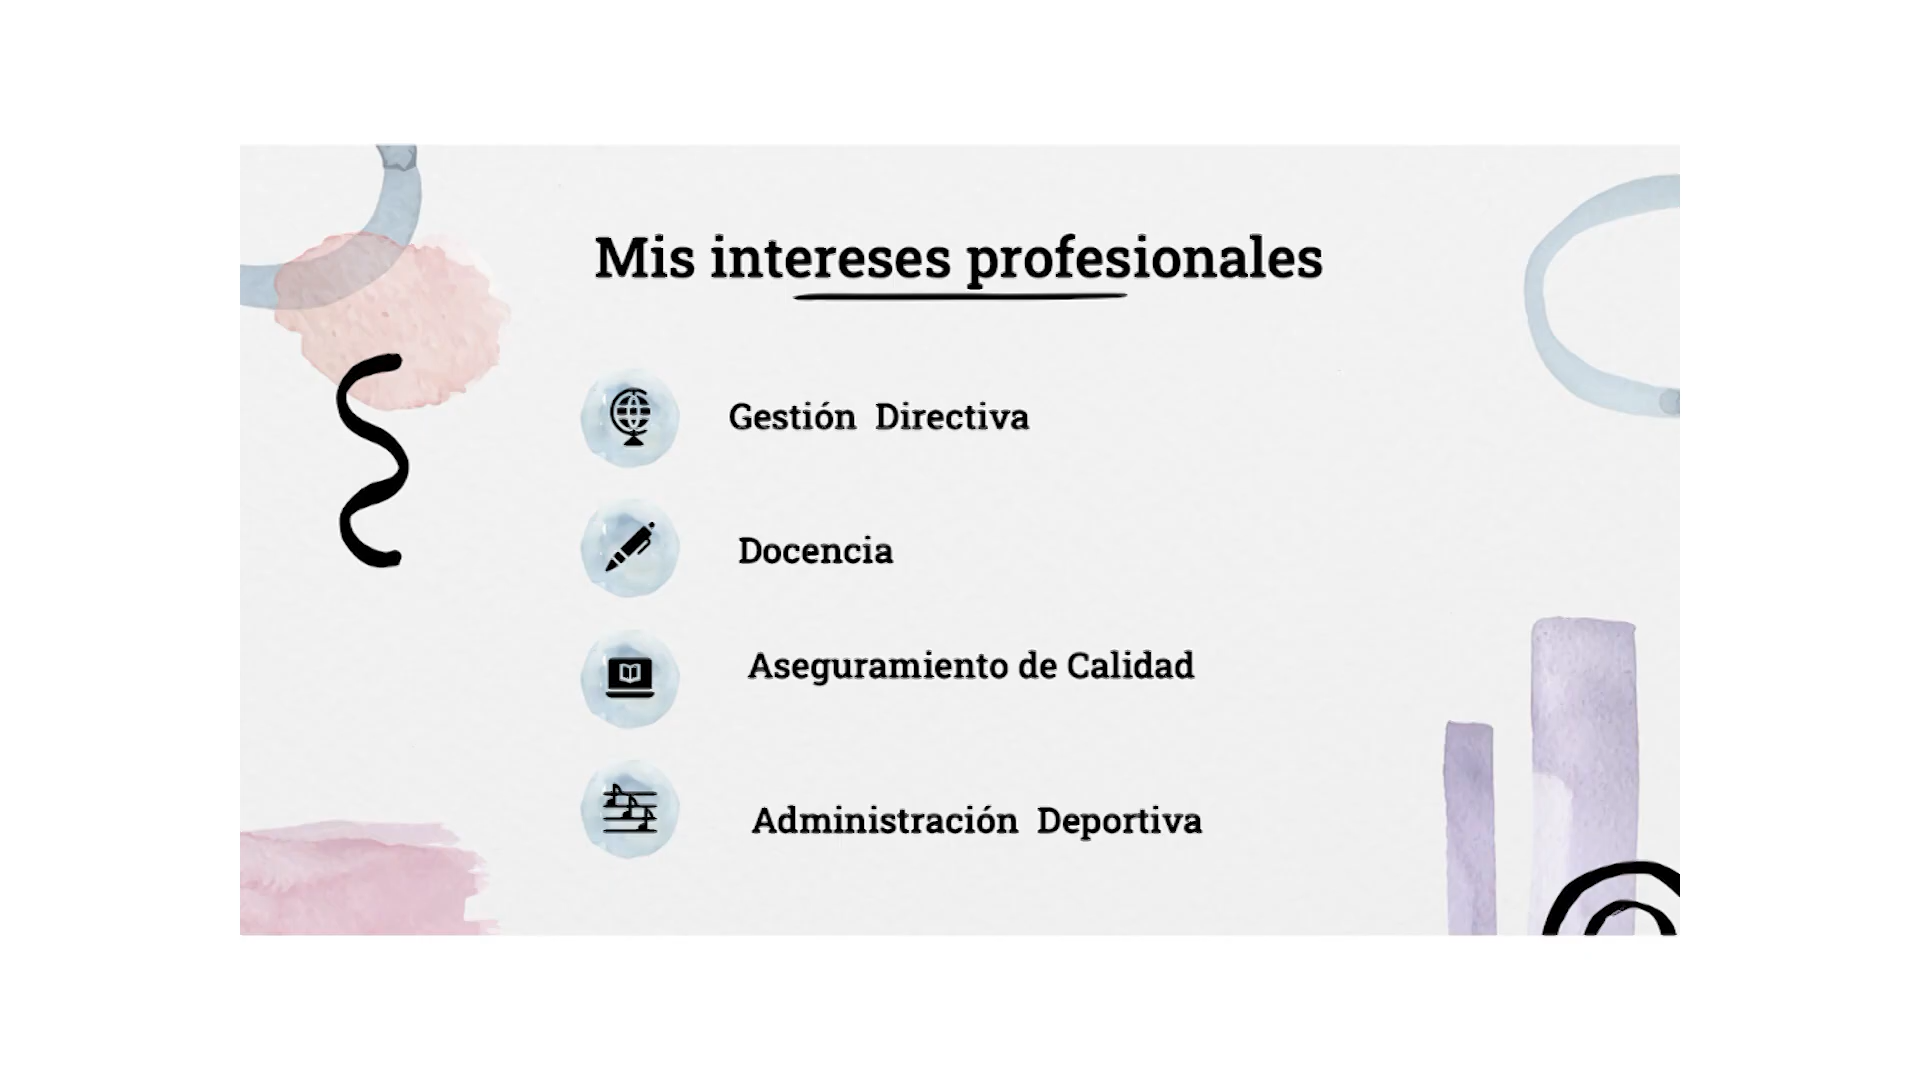 Mis intereses profesionales
Gestión Directiva
Docencia
Aseguramiento de Calidad
Administración Deportiva